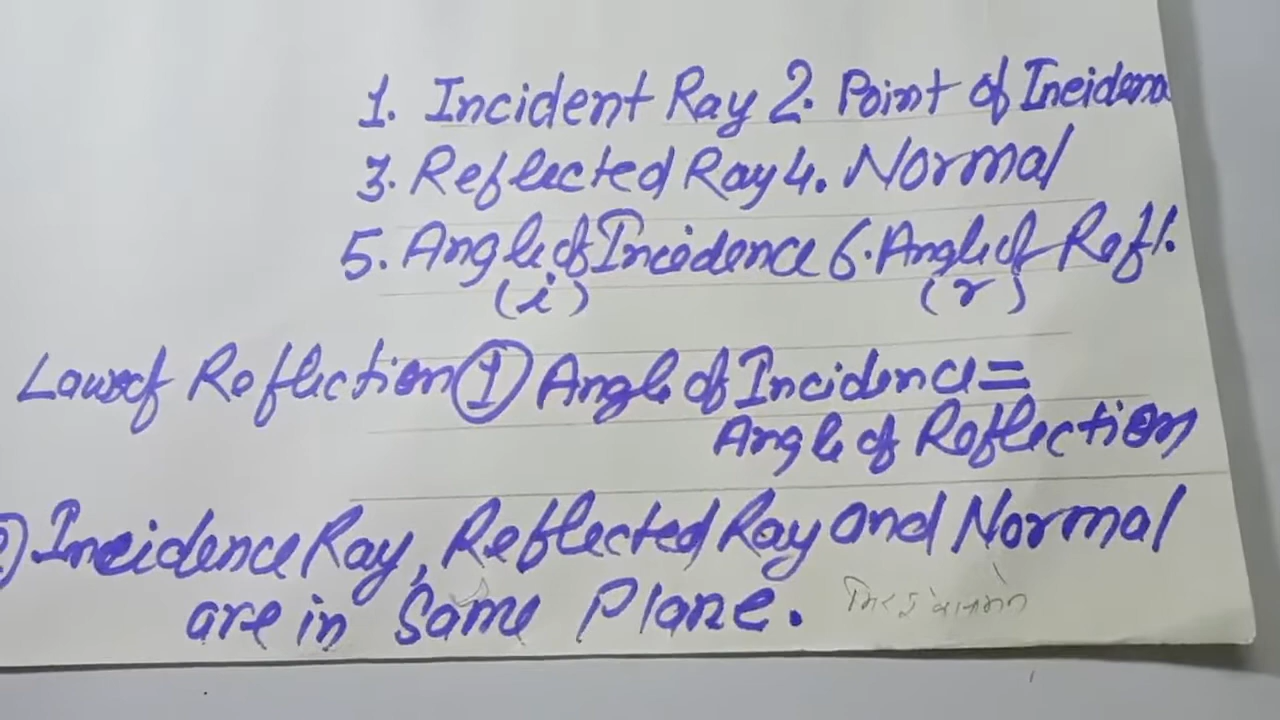 1. Incident Ray 2. Point of Incidence
3. Reflected Ray 4. Normal
5. Angle of Incidence 6. Angle of Refl.
(i) (r)
Laws of Reflection 1 Angle of Incidence =
Angle of Reflection
Incidence Ray, Reflected Ray and Normal
are in Same Plane.